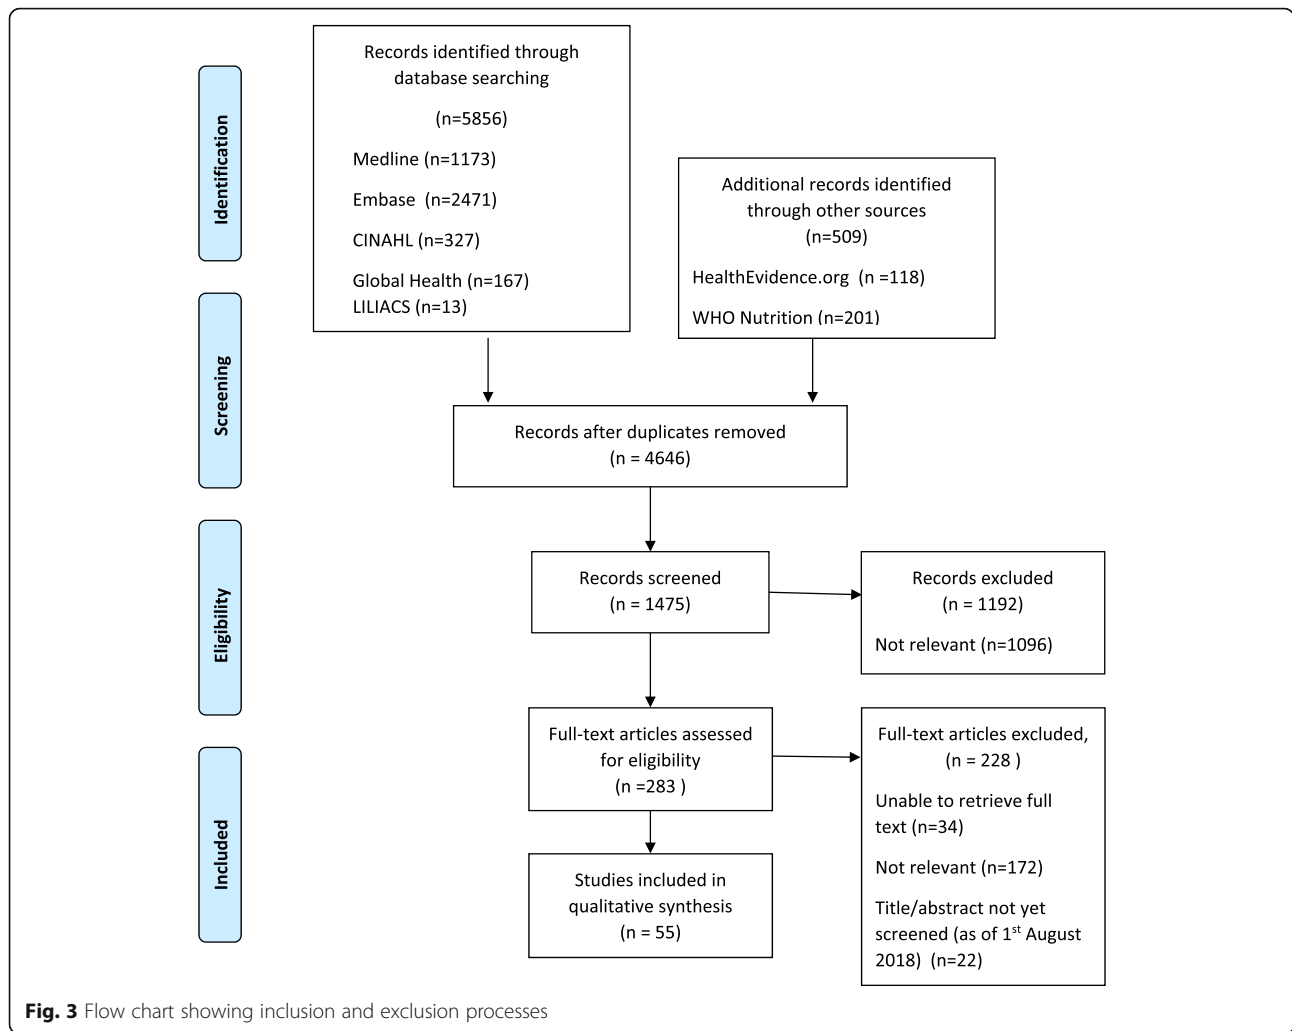 Identification
Screening
Eligibility
Included
Records identified through
database searching
(n=5856)
Medline (n=1173)
Embase (n=2471)
CINAHL (n=327)
Global Health (n=167)
LILIACS (n=13)
Additional records identified
through other sources
(n=509)
HealthEvidence.org (n =118)
WHO Nutrition (n=201)
Records after duplicates removed
(n = 4646)
Records screened
(n = 1475)
Records excluded
(n = 1192)
Not relevant (n=1096)
Full-text articles assessed
for eligibility
(n =283 )
Full-text articles excluded,
(n = 228 )
Unable to retrieve full
text (n=34)
Not relevant (n=172)
Title/abstract not yet
screened (as of 1st August
2018) (n=22)
Studies included in
qualitative synthesis
(n = 55)
Fig. 3 Flow chart showing inclusion and exclusion processes